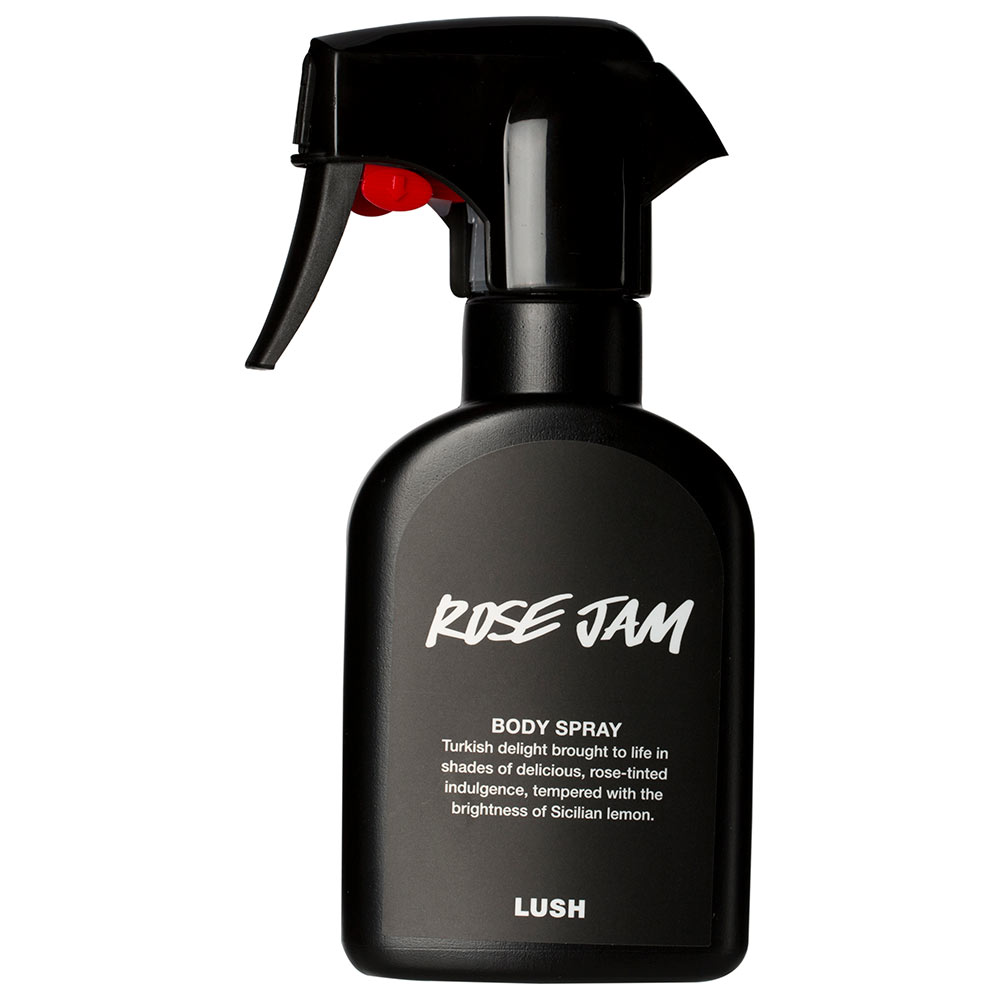 ROSE JAM
BODY SPRAY
Turkish delight brought to life in
shades of delicious, rose-tinted
indulgence, tempered with the
brightness of Sicilian lemon.
LUSH